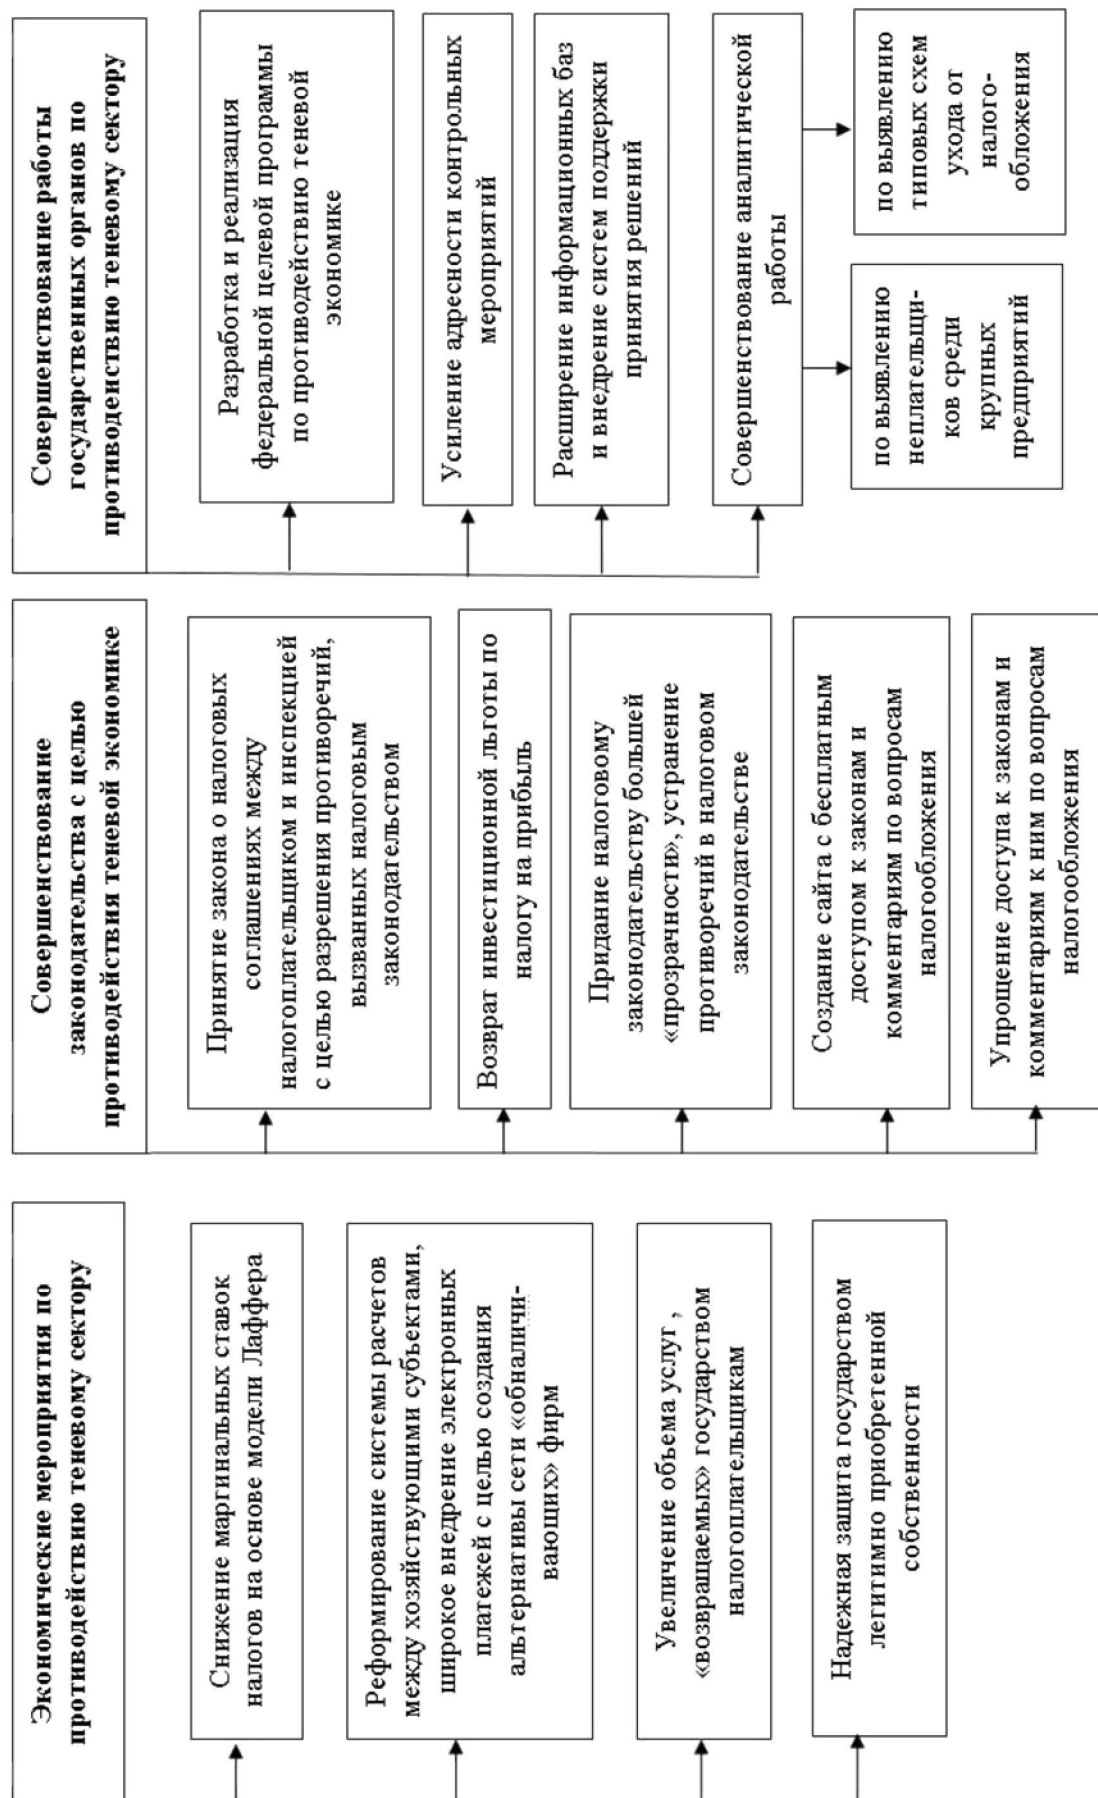 Экономические мероприятия по
противодействию теневому сектору
Снижение маргинальных ставок
налогов на основе модели Лаффера
Реформирование системы расчетов
между хозяйствующими субъектами,
широкое внедрение электронных
платежей с целью создания
альтернативы сети «обналичи-
вающих» фирм
Увеличение объема услуг ,
«возвращаемых» государством
налогоплательщикам
Надежная защита государством
легитимно приобретенной
собственности
Совершенствование
законодательства с целью
противодействия теневой экономике
Принятие закона о налоговых
соглашениях между
налогоплательщиком и инспекцией
с целью разрешения противоречий,
вызванных налоговым
законодательством
Возврат инвестиционной льготы по
налогу на прибыль
Придание налоговому
законодательству большей
«прозрачности», устранение
противоречий в налоговом
законодательстве
Создание сайта с бесплатным
доступом к законам и
комментариям по вопросам
налогообложения
Упрощение доступа к законам и
комментариям к ним по вопросам
налогообложения
Совершенствование работы
государственных органов по
противодействию теневому сектору
Разработка и реализация
федеральной целевой программы
по противодействию теневой
экономике
Усиление адресности контрольных
мероприятий
Расширение информационных баз
и внедрение систем поддержки
принятия решений
Совершенствование аналитической
работы
по выявлению
неплательщи-
ков среди
крупных
предприятий
по выявлению
типовых схем
ухода от
налого-
обложения